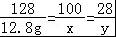 128/12.8g = 100/x = 28/y